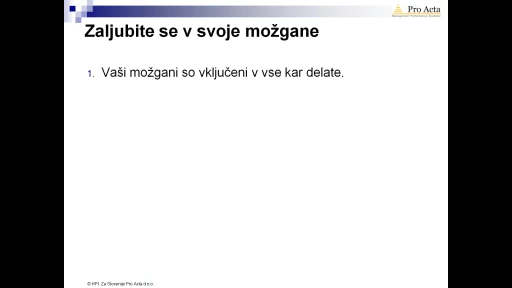 Pro Acta
Management Performance Academy
Zaljubite se v svoje možgane
1. Vaši možgani so vključeni v vse kar delate.
© HPI. Za Slovenijo Pro Acta d.o.o.